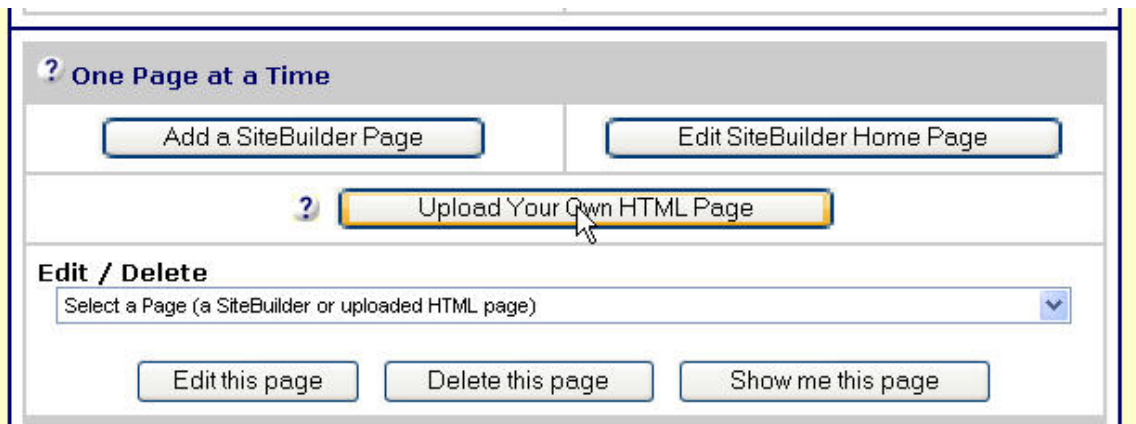 ? One Page at a Time
Add a SiteBuilder Page
Edit SiteBuilder Home Page
? Upload Your Own HTML Page
Edit / Delete
Select a Page (a SiteBuilder or uploaded HTML page)
Edit this page
Delete this page
Show me this page